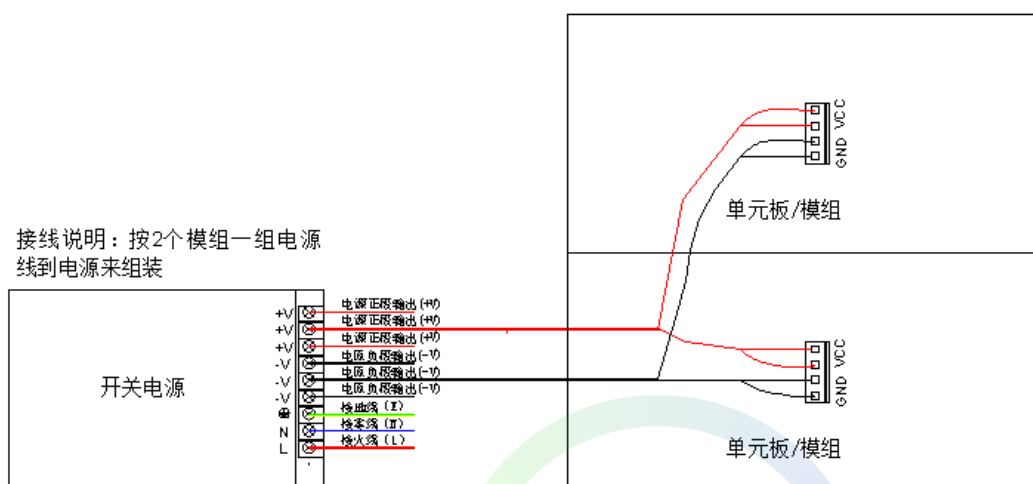 VCC
GND
单元板/模组
接线说明：按2个模组一组电源
线到电源来组装
+V 电源正极输出(+V)
+V 电源正极输出(+V)
+V 电源正极输出(+V)
-V 电源负极输出(-V)
-V 电源负极输出(-V)
-V 电源负极输出(-V)
接地线
N 接零线(N)
L 接火线(L)
开关电源
VCC
GND
单元板/模组